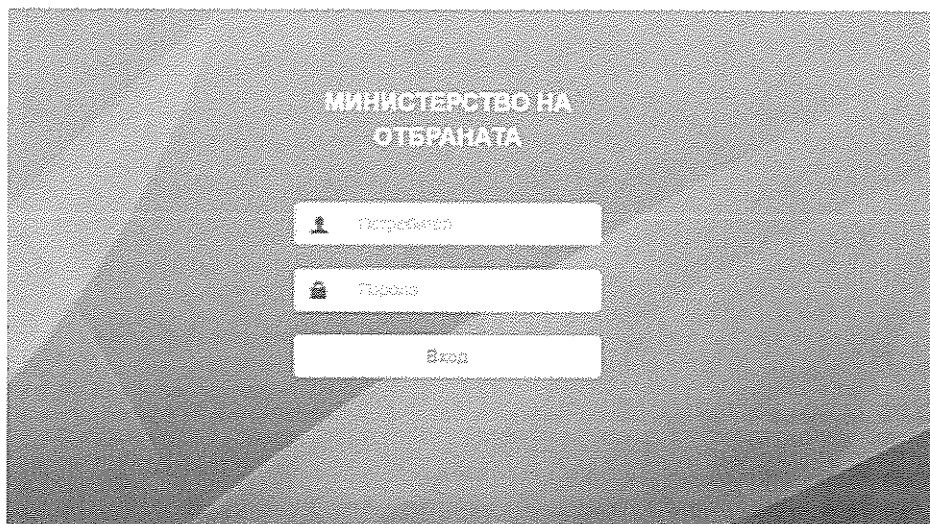 МИНИСТЕРСТВО НА
ОТБРАНАТА
Потребител
Парола
Вход